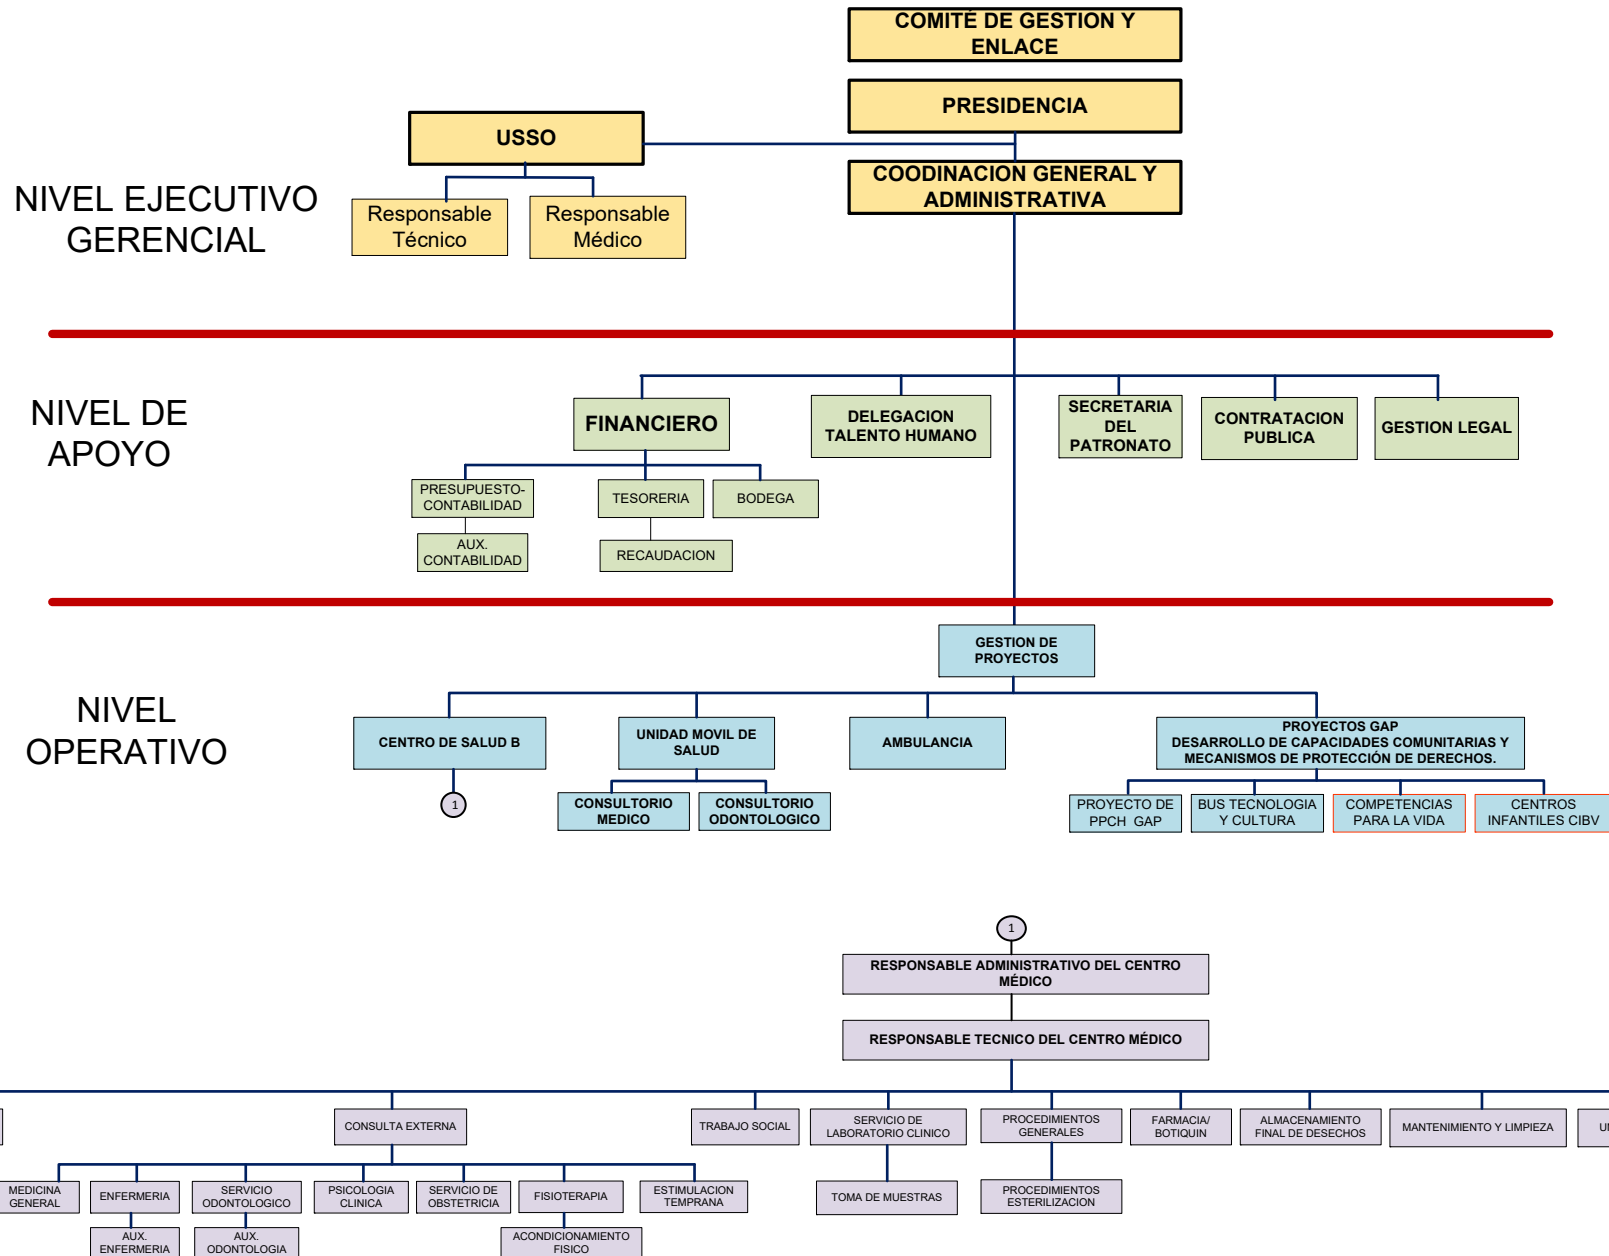 COMITÉ DE GESTION Y
ENLACE
PRESIDENCIA
USSO
COODINACION GENERAL Y
ADMINISTRATIVA
NIVEL EJECUTIVO
GERENCIAL
Responsable
Técnico
Responsable
Médico
NIVEL DE
APOYO
FINANCIERO
DELEGACION
TALENTO HUMANO
SECRETARIA
DEL
PATRONATO
CONTRATACION
PUBLICA
GESTION LEGAL
PRESUPUESTO-
CONTABILIDAD
TESORERIA
BODEGA
AUX.
CONTABILIDAD
RECAUDACION
GESTION DE
PROYECTOS
NIVEL
OPERATIVO
CENTRO DE SALUD B
UNIDAD MOVIL DE
SALUD
AMBULANCIA
PROYECTOS GAP
DESARROLLO DE CAPACIDADES COMUNITARIAS Y
MECANISMOS DE PROTECCIÓN DE DERECHOS.
1
CONSULTORIO
MEDICO
CONSULTORIO
ODONTOLOGICO
PROYECTO DE
PPCH GAP
BUS TECNOLOGIA
Y CULTURA
COMPETENCIAS
PARA LA VIDA
CENTROS
INFANTILES CIBV
1
RESPONSABLE ADMINISTRATIVO DEL CENTRO
MÉDICO
RESPONSABLE TECNICO DEL CENTRO MÉDICO
CONSULTA EXTERNA
TRABAJO SOCIAL
SERVICIO DE
LABORATORIO CLINICO
PROCEDIMIENTOS
GENERALES
FARMACIA/
BOTIQUIN
ALMACENAMIENTO
FINAL DE DESECHOS
MANTENIMIENTO Y LIMPIEZA
MEDICINA
GENERAL
ENFERMERIA
SERVICIO
ODONTOLOGICO
PSICOLOGIA
CLINICA
SERVICIO DE
OBSTETRICIA
FISIOTERAPIA
ESTIMULACION
TEMPRANA
TOMA DE MUESTRAS
PROCEDIMIENTOS
ESTERILIZACION
AUX.
ENFERMERIA
AUX.
ODONTOLOGIA
ACONDICIONAMIENTO
FISICO